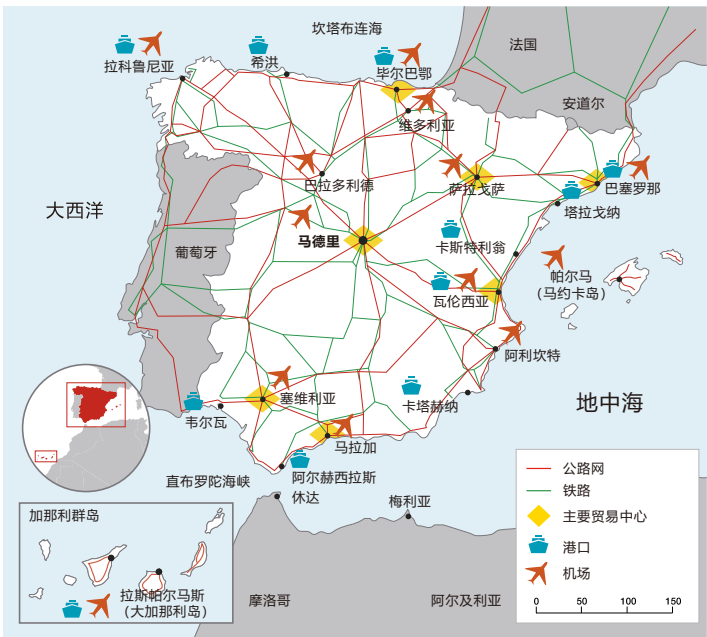 坎塔布连海
法国
拉科鲁尼亚
希洪
毕尔巴鄂
安道尔
维多利亚
巴拉多利德
萨拉戈萨
巴塞罗那
塔拉戈纳
大西洋
马德里
卡斯特利翁
葡萄牙
帕尔马
（马约卡岛）
瓦伦西亚
阿利坎特
塞维利亚
卡塔赫纳
地中海
韦尔瓦
马拉加
直布罗陀海峡
阿尔赫西拉斯
休达
梅利亚
公路网
铁路
主要贸易中心
港口
机场
0 50 100 150
加那利群岛
拉斯帕尔马斯
（大加那利岛）
摩洛哥
阿尔及利亚